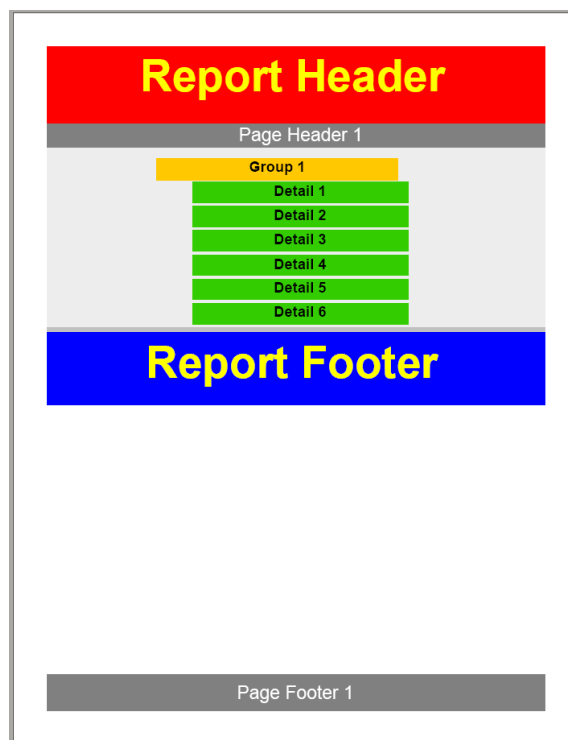 Report Header
Page Header 1
Group 1
Detail 1
Detail 2
Detail 3
Detail 4
Detail 5
Detail 6
Report Footer
Page Footer 1